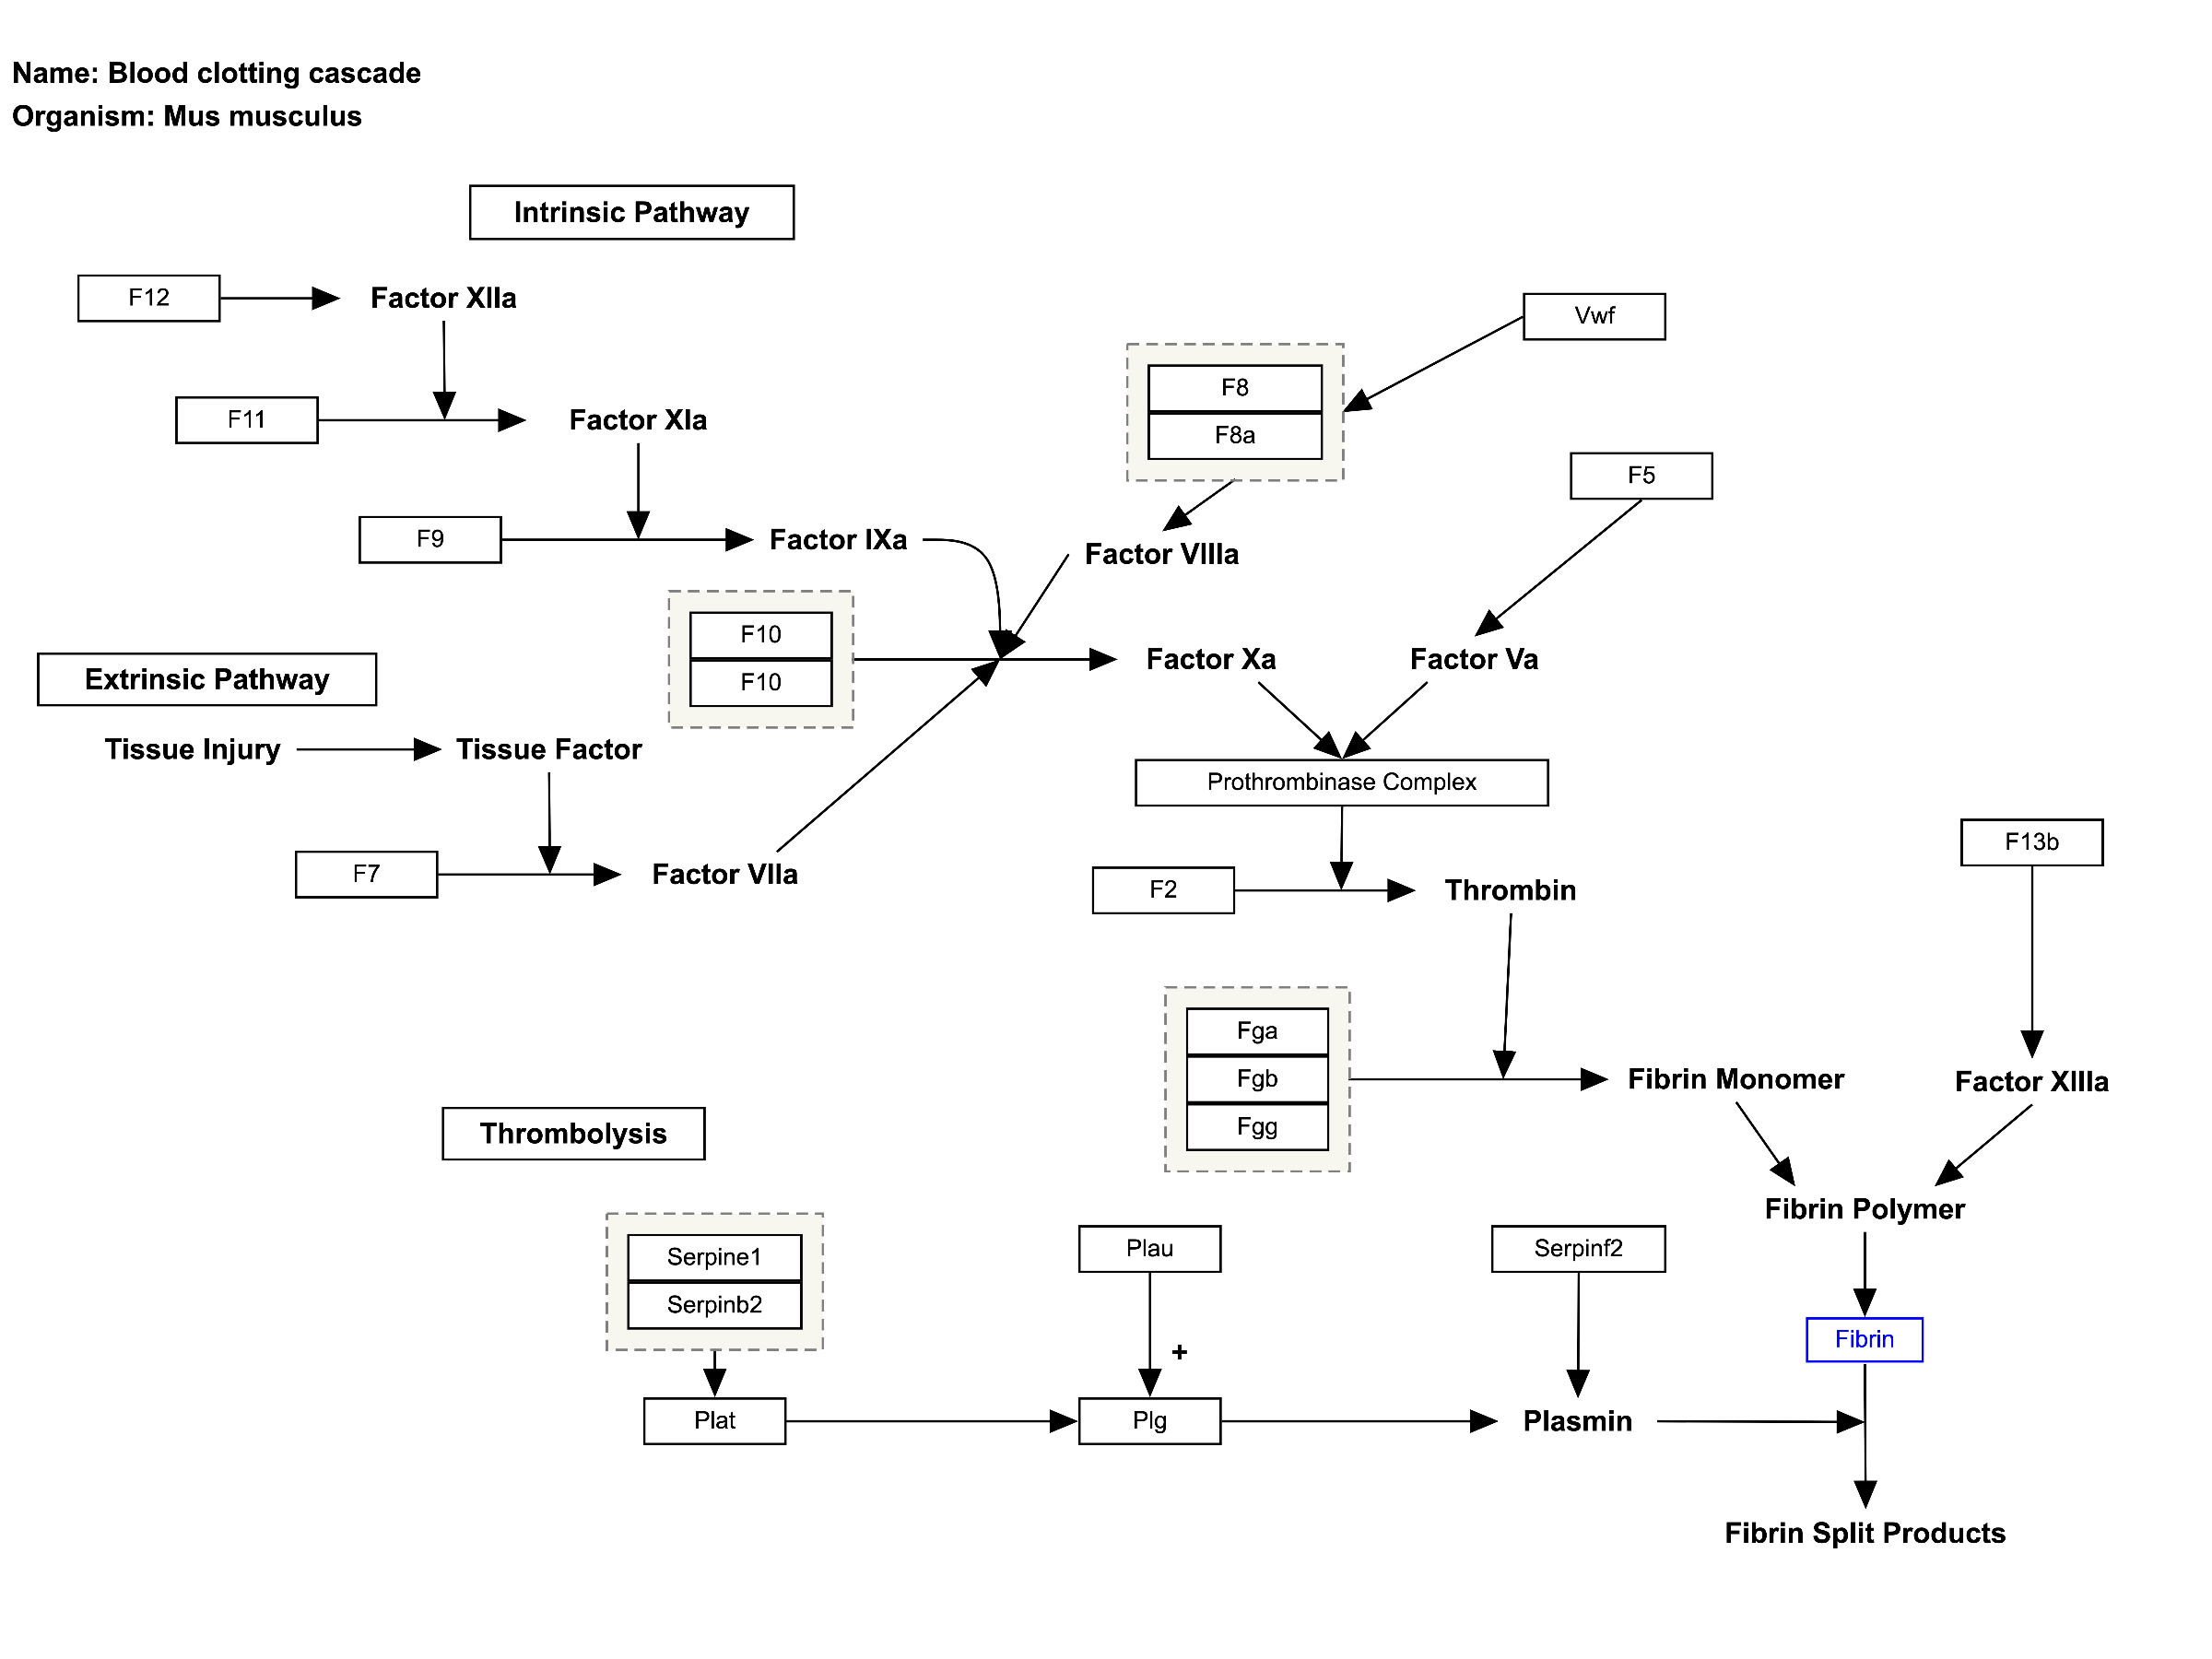 Name: Blood clotting cascade
Organism: Mus musculus
Intrinsic Pathway
F12
Factor XIIa
Vwf
F8
F8a
F11
Factor XIa
F5
F9
Factor IXa
Factor VIIIa
F10
F10
Factor Xa
Factor Va
Extrinsic Pathway
Tissue Injury
Tissue Factor
Prothrombinase Complex
F7
Factor VIIa
F2
Thrombin
F13b
Fga
Fgb
Fgg
Fibrin Monomer
Factor XIIIa
Thrombolysis
Fibrin Polymer
Serpine1
Serpinb2
Plau
Serpinf2
+
Fibrin
Plat
Plg
Plasmin
Fibrin Split Products